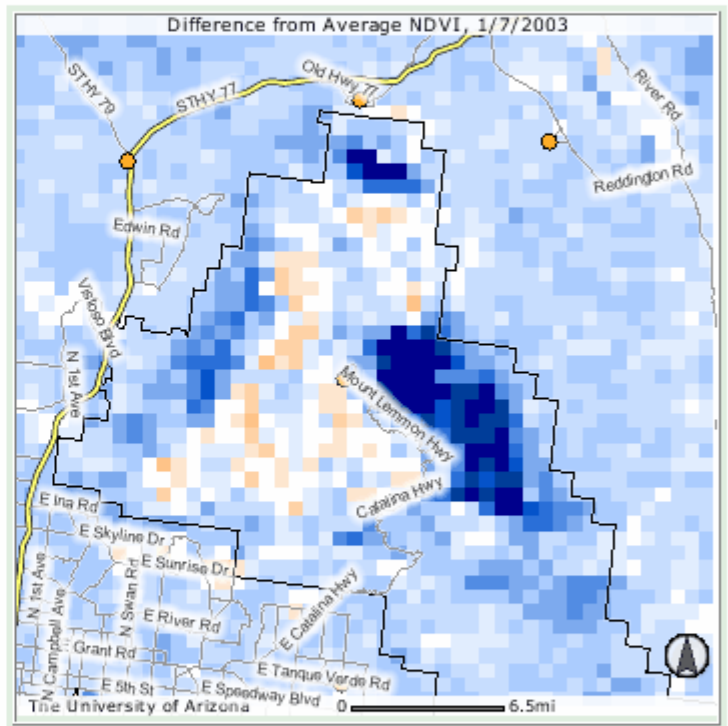 Difference from Average NDVI, 1/7/2003
Old Hwy 77
STHY 79
STHY 77
River Rd
Reddington Rd
Edwin Rd
Vistoso Blvd
N 1st Ave
Mount Lemmon Hwy
Catalina Hwy
E Ina Rd
E Skyline Dr
E Sunrise Dr
N 1st Ave
N Campbell Ave
N Swan Rd
E Catalina Hwy
E River Rd
Grant Rd
E Tanque Verde Rd
E 5th St
E Speedway Blvd
The University of Arizona
0 6.5mi